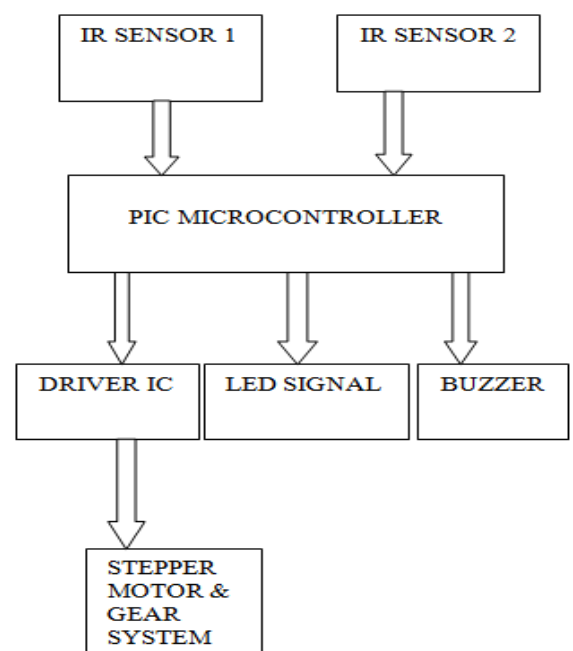 IR SENSOR 1
IR SENSOR 2
PIC MICROCONTROLLER
DRIVER IC
LED SIGNAL
BUZZER
STEPPER
MOTOR &
GEAR
SYSTEM